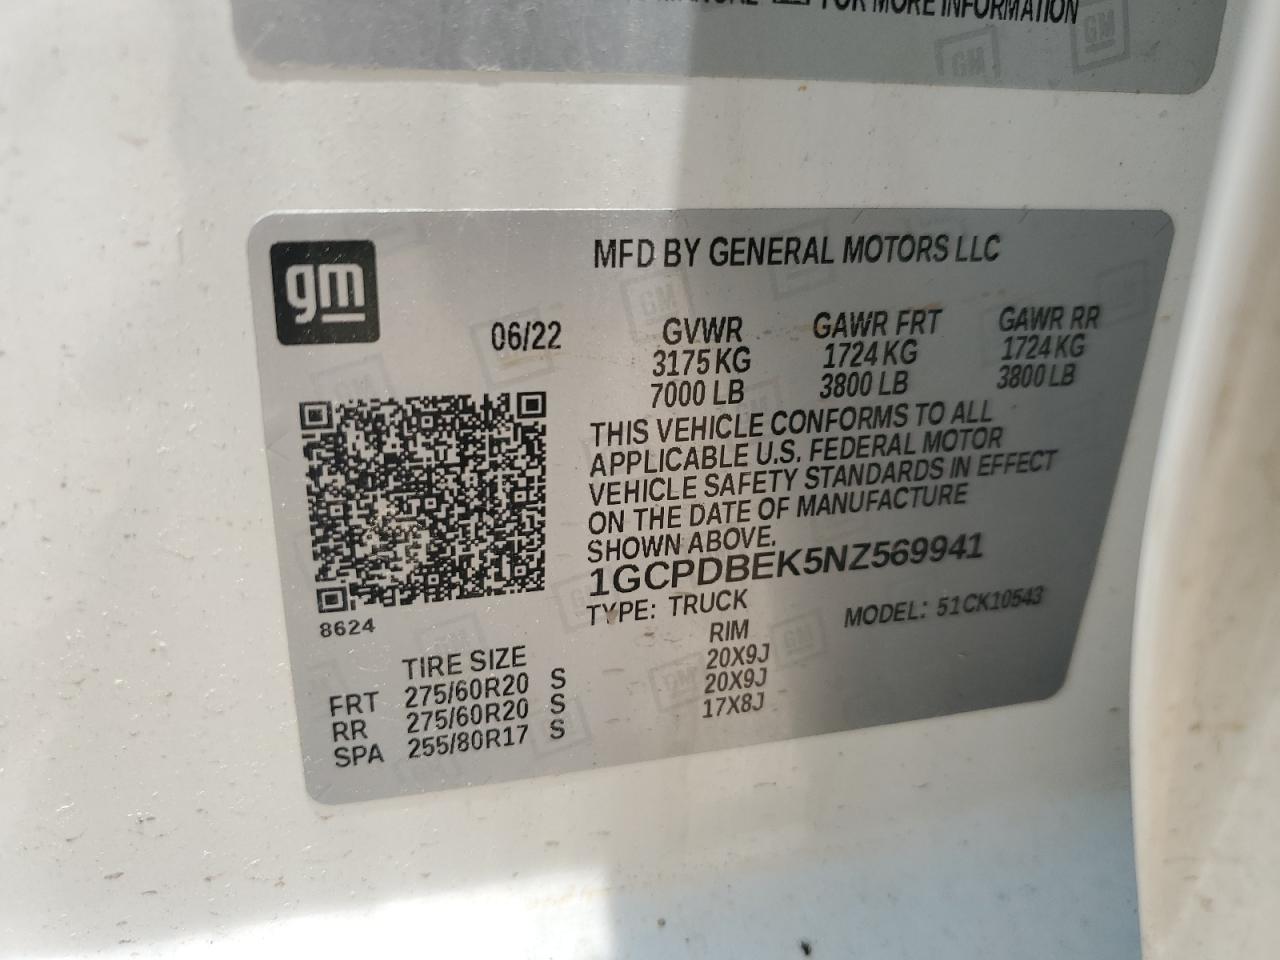 FOR MORE INFORMATION
gm
MFD BY GENERAL MOTORS LLC
06/22
GVWR GAWR FRT GAWR RR
3175 KG 1724 KG 1724 KG
7000 LB 3800 LB 3800 LB
THIS VEHICLE CONFORMS TO ALL
APPLICABLE U.S. FEDERAL MOTOR
VEHICLE SAFETY STANDARDS IN EFFECT
ON THE DATE OF MANUFACTURE
SHOWN ABOVE.
1GCPDBEK5NZ569941
TYPE: TRUCK MODEL: 51CK10543
8624
TIRE SIZE RIM
FRT 275/60R20 S 20X9J
RR 275/60R20 S 20X9J
SPA 255/80R17 S 17X8J